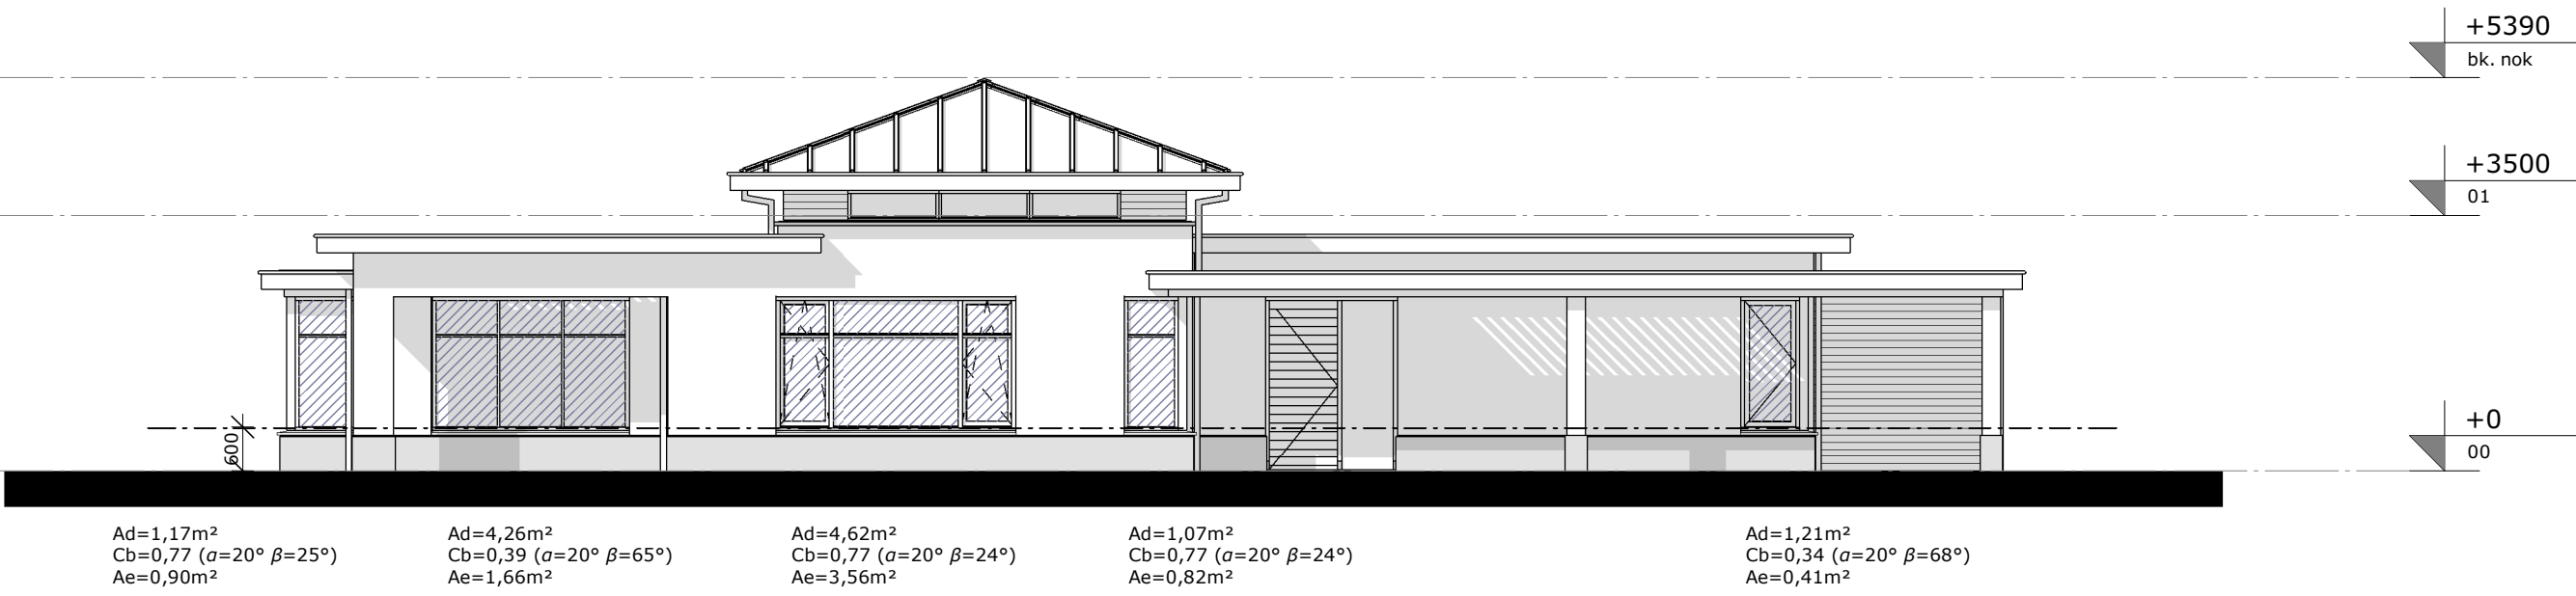 +5390
bk. nok
+3500
01
+0
00
600
Ad=1,17m²
Cb=0,77 (α=20° β=25°)
Ae=0,90m²
Ad=4,26m²
Cb=0,39 (α=20° β=65°)
Ae=1,66m²
Ad=4,62m²
Cb=0,77 (α=20° β=24°)
Ae=3,56m²
Ad=1,07m²
Cb=0,77 (α=20° β=24°)
Ae=0,82m²
Ad=1,21m²
Cb=0,34 (α=20° β=68°)
Ae=0,41m²